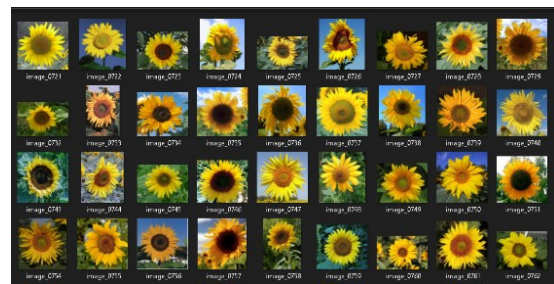 image_0721 image_0722 image_0723 image_0724 image_0725 image_0726 image_0727 image_0728 image_0729
image_0732 image_0733 image_0734 image_0735 image_0736 image_0737 image_0738 image_0739 image_0740
image_0743 image_0744 image_0745 image_0746 image_0747 image_0748 image_0749 image_0750 image_0751
image_0754 image_0755 image_0756 image_0757 image_0758 image_0759 image_0760 image_0761 image_0762